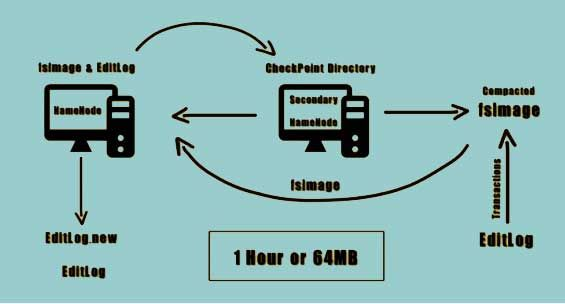 fsImage & EditLog
CheckPoint Directory
NameNode
Secondary
NameNode
Compacted
fsimage
fsimage
Transactions
EditLog.new
EditLog
EditLog
1 Hour or 64MB